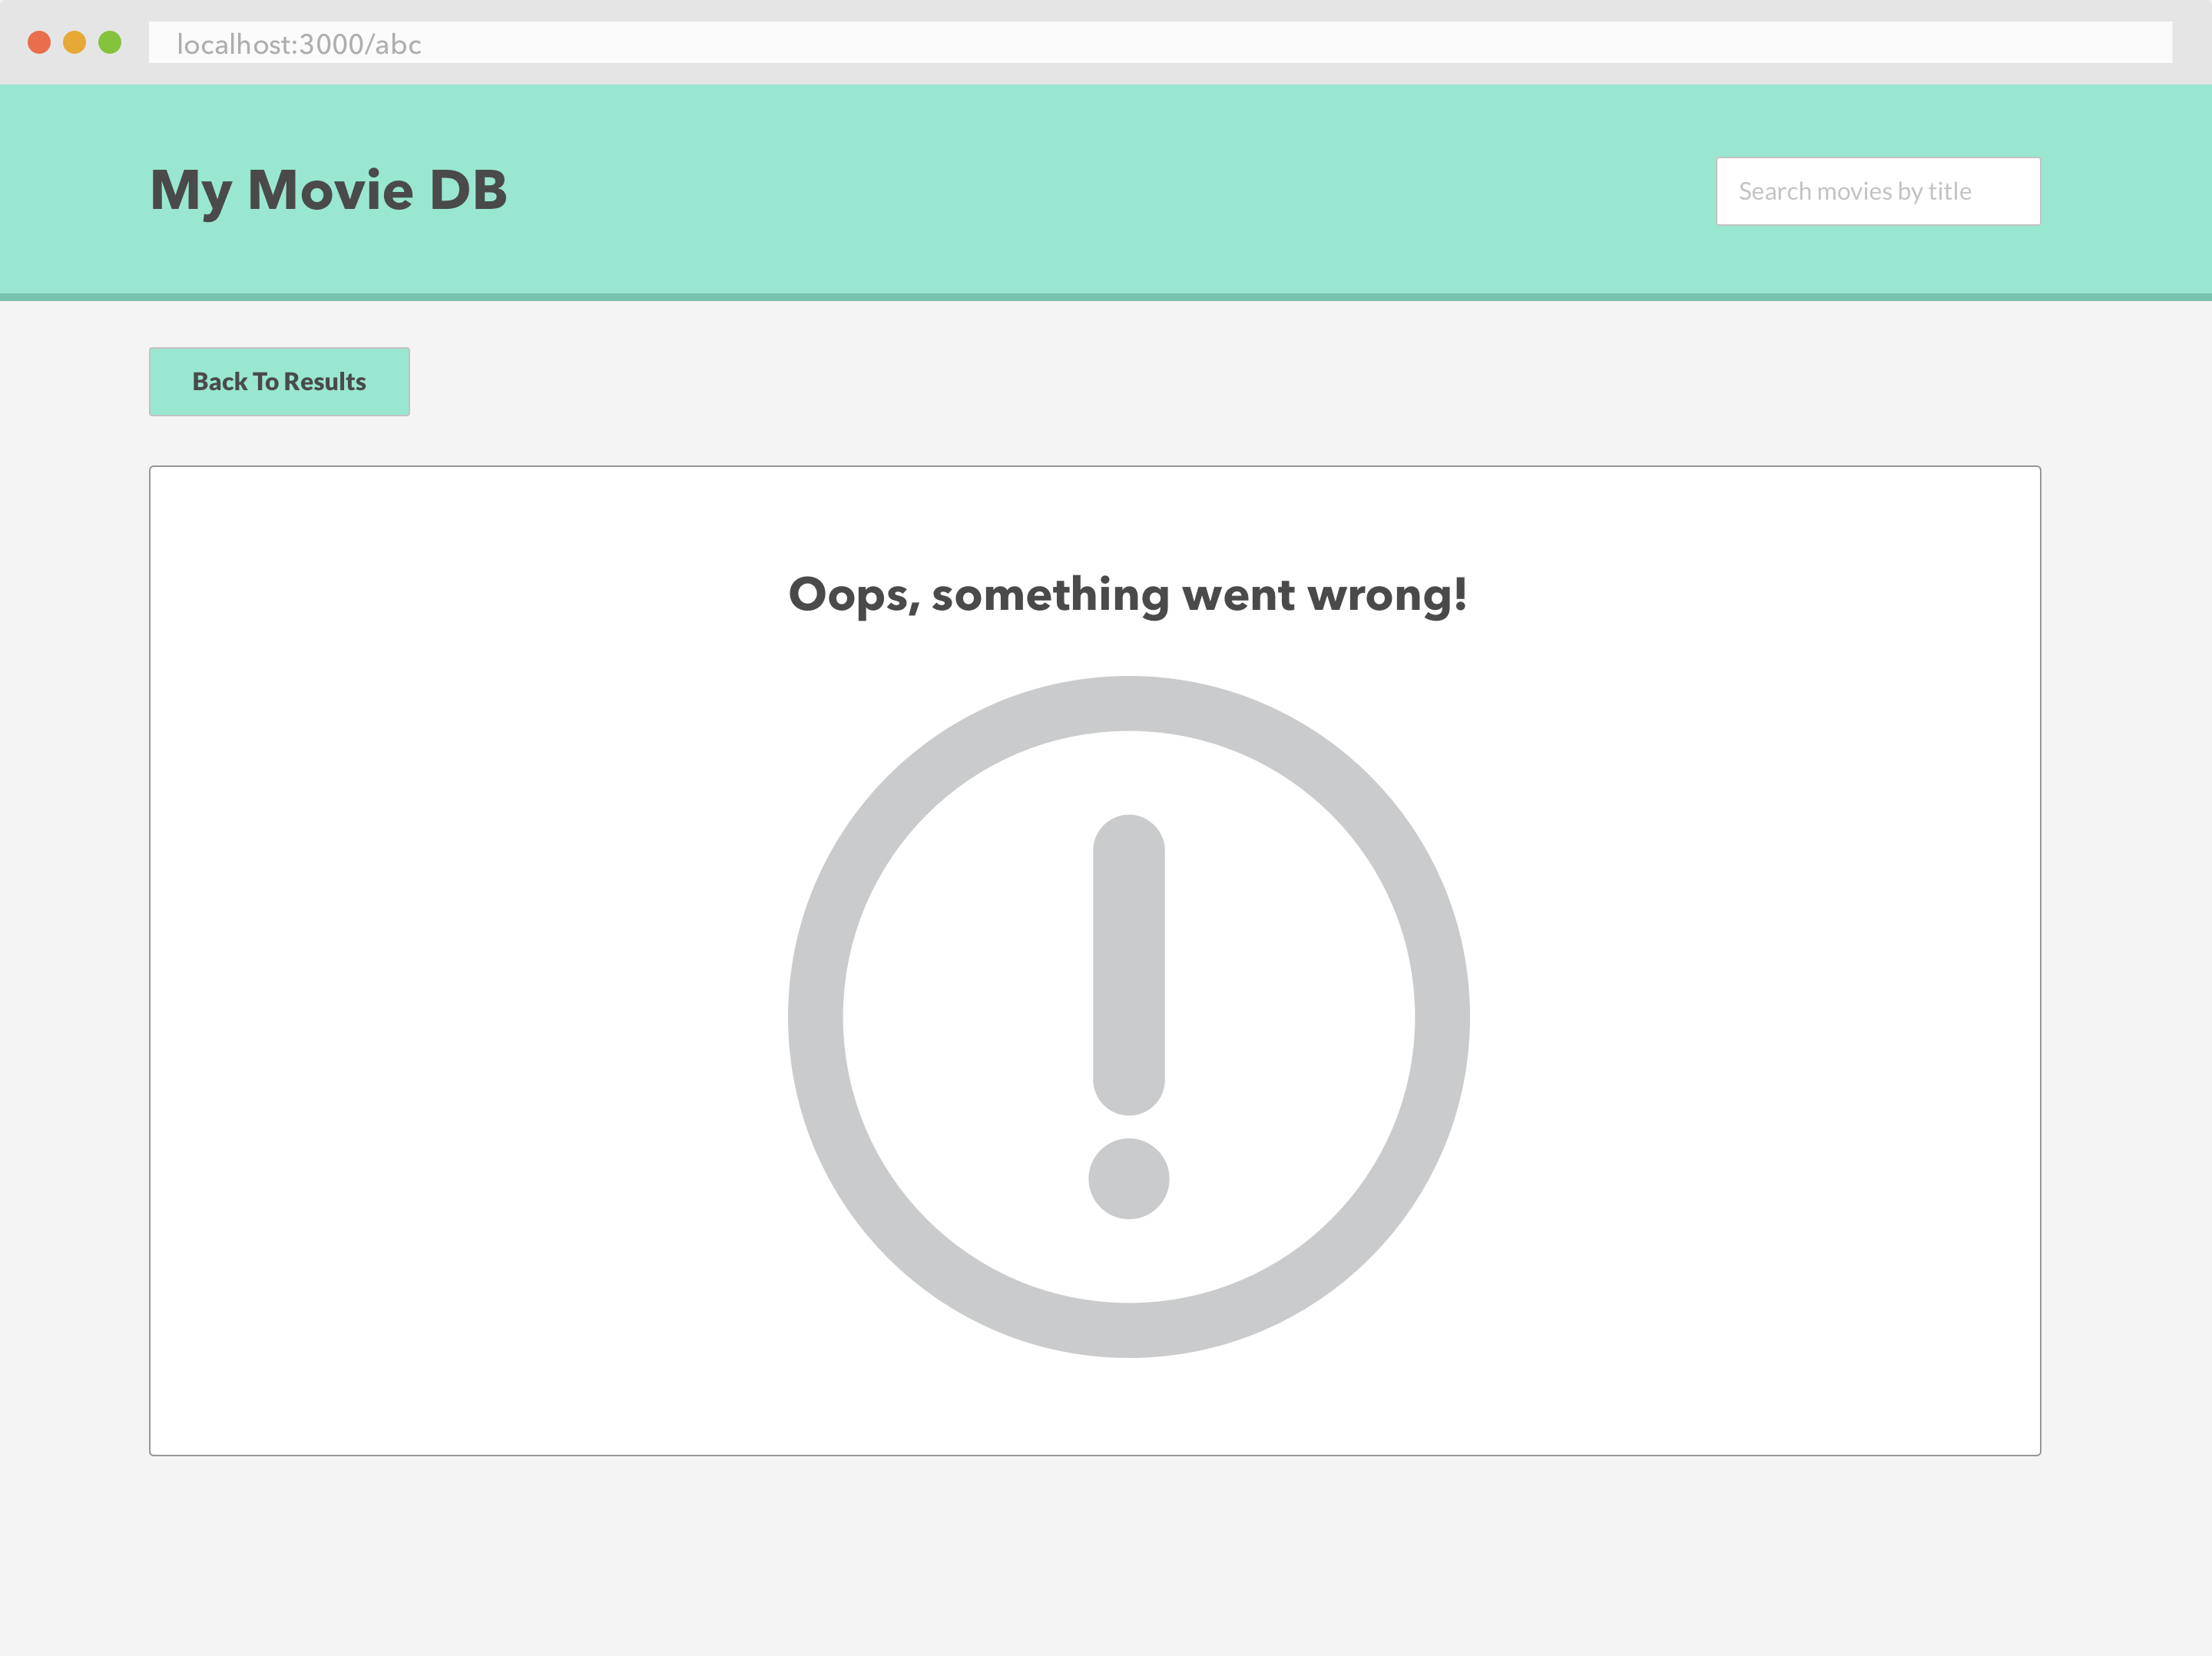 localhost:3000/abc
My Movie DB
Search movies by title
Back To Results
Oops, something went wrong!